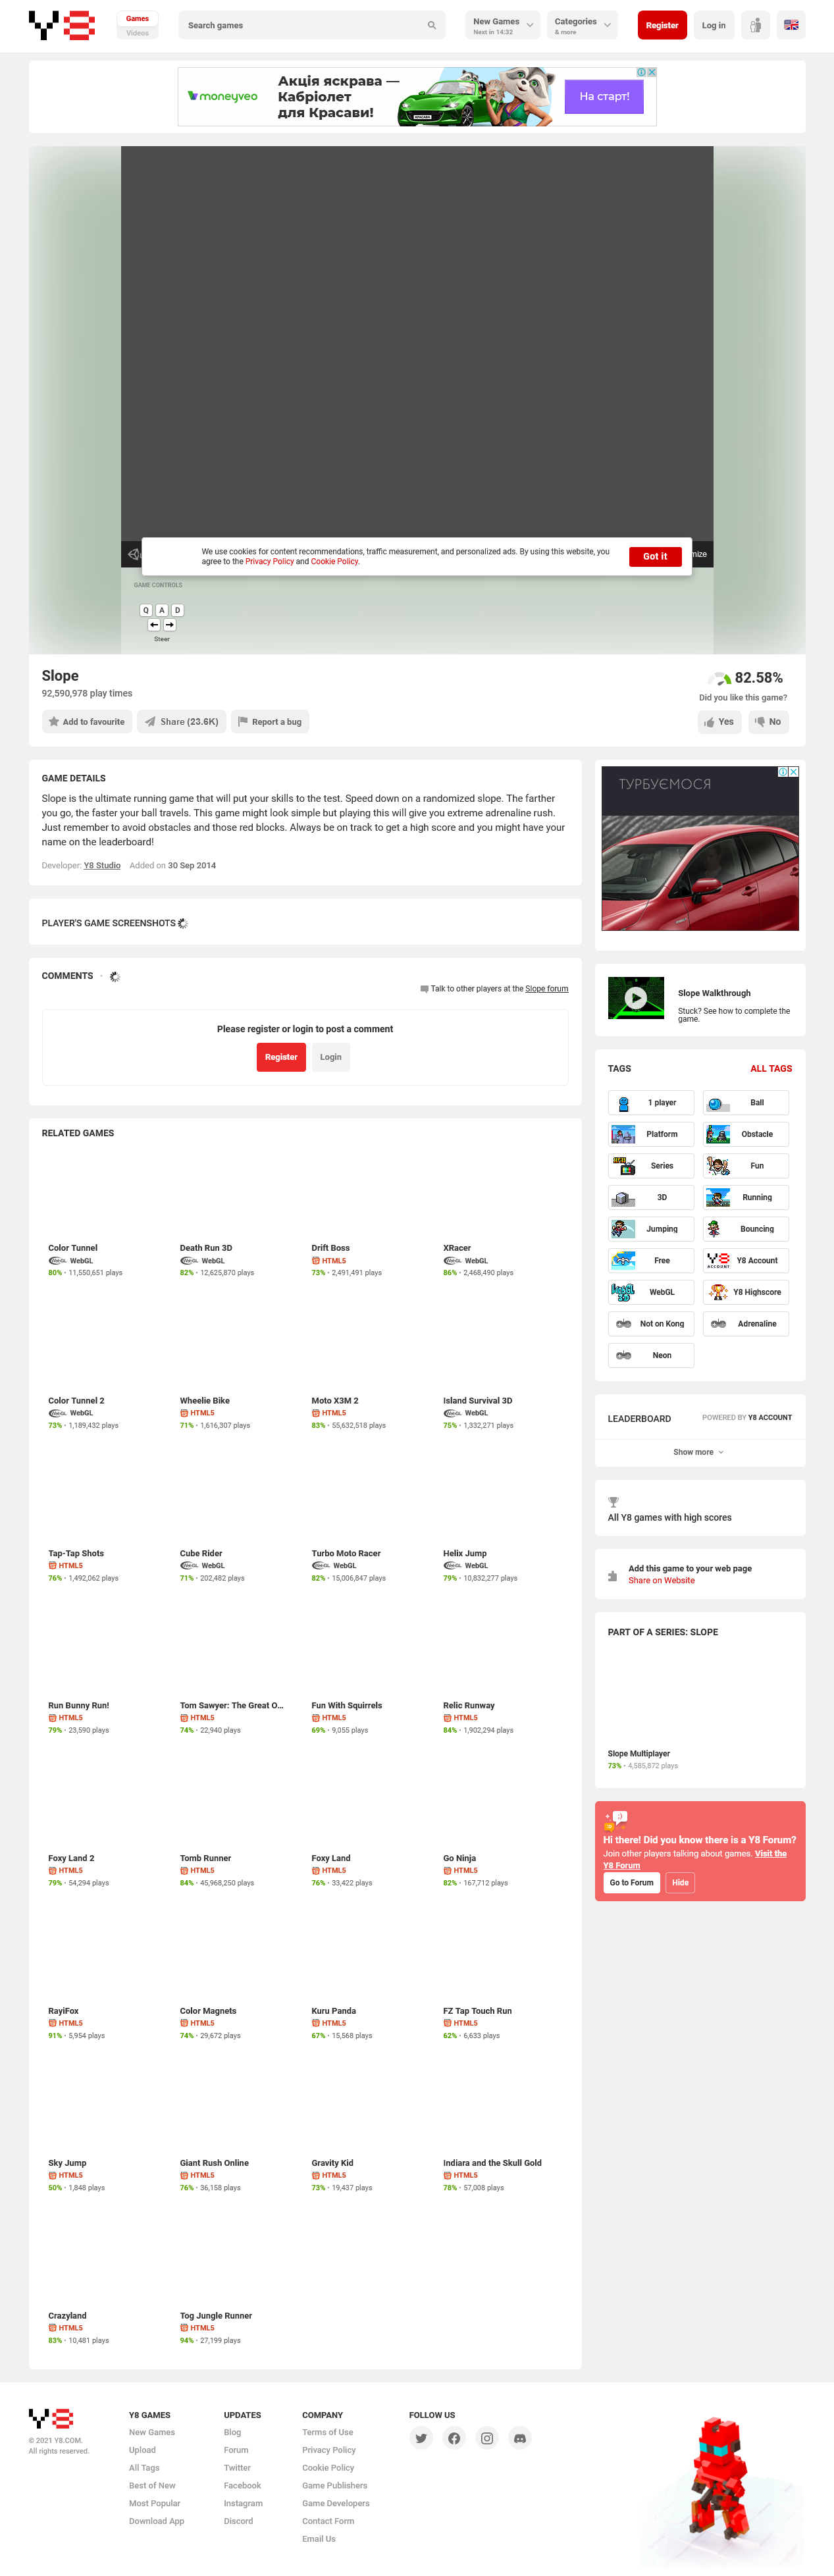 Games
Videos
Search games
New Games
Next in 14:32
Categories
& more
Register
Log in
moneyveo
Акція яскрава —
Кабріолет
для Красави!
На старт!
We use cookies for content recommendations, traffic measurement, and personalized ads. By using this website, you
agree to the Privacy Policy and Cookie Policy.
Got it
GAME CONTROLS
Q A D
Steer
Slope
92,590,978 play times
82.58%
Did you like this game?
Add to favourite
Share (23.6K)
Report a bug
Yes
No
GAME DETAILS
Slope is the ultimate running game that will put your skills to the test. Speed down on a randomized slope. The farther
you go, the faster your ball travels. This game might look simple but playing this will give you extreme adrenaline rush.
Just remember to avoid obstacles and those red blocks. Always be on track to get a high score and you might have your
name on the leaderboard!
Developer: Y8 Studio Added on 30 Sep 2014
PLAYER'S GAME SCREENSHOTS
COMMENTS
Talk to other players at the Slope forum
Please register or login to post a comment
Register
Login
ТУРБУЄМОСЯ
Slope Walkthrough
Stuck? See how to complete the
game.
TAGS
ALL TAGS
1 player
Ball
Platform
Obstacle
Series
Fun
3D
Running
Jumping
Bouncing
Free
Y8 Account
WebGL
Y8 Highscore
Not on Kong
Adrenaline
Neon
LEADERBOARD
POWERED BY Y8 ACCOUNT
Show more
All Y8 games with high scores
Add this game to your web page
Share on Website
PART OF A SERIES: SLOPE
Slope Multiplayer
73% • 4,585,872 plays
Hi there! Did you know there is a Y8 Forum?
Join other players talking about games. Visit the
Y8 Forum
Go to Forum
Hide
RELATED GAMES
Color Tunnel
WebGL
80% • 11,550,651 plays
Death Run 3D
WebGL
82% • 12,625,870 plays
Drift Boss
HTML5
73% • 2,491,491 plays
XRacer
WebGL
86% • 2,468,490 plays
Color Tunnel 2
WebGL
73% • 1,189,432 plays
Wheelie Bike
HTML5
71% • 1,616,307 plays
Moto X3M 2
HTML5
83% • 55,632,518 plays
Island Survival 3D
WebGL
75% • 1,332,271 plays
Tap-Tap Shots
HTML5
76% • 1,492,062 plays
Cube Rider
WebGL
71% • 202,482 plays
Turbo Moto Racer
WebGL
82% • 15,006,847 plays
Helix Jump
WebGL
79% • 10,832,277 plays
Run Bunny Run!
HTML5
79% • 23,590 plays
Tom Sawyer: The Great O...
HTML5
74% • 22,940 plays
Fun With Squirrels
HTML5
69% • 9,055 plays
Relic Runway
HTML5
84% • 1,902,294 plays
Foxy Land 2
HTML5
79% • 54,294 plays
Tomb Runner
HTML5
84% • 45,968,250 plays
Foxy Land
HTML5
76% • 33,422 plays
Go Ninja
HTML5
82% • 167,712 plays
RayiFox
HTML5
91% • 5,954 plays
Color Magnets
HTML5
74% • 29,672 plays
Kuru Panda
HTML5
67% • 15,568 plays
FZ Tap Touch Run
HTML5
62% • 6,633 plays
Sky Jump
HTML5
50% • 1,848 plays
Giant Rush Online
HTML5
76% • 36,158 plays
Gravity Kid
HTML5
73% • 19,437 plays
Indiara and the Skull Gold
HTML5
78% • 57,008 plays
Crazyland
HTML5
83% • 10,481 plays
Tog Jungle Runner
HTML5
94% • 27,199 plays
© 2021 Y8.COM.
All rights reserved.
Y8 GAMES
New Games
Upload
All Tags
Best of New
Most Popular
Download App
UPDATES
Blog
Forum
Twitter
Facebook
Instagram
Discord
COMPANY
Terms of Use
Privacy Policy
Cookie Policy
Game Publishers
Game Developers
Contact Form
Email Us
FOLLOW US